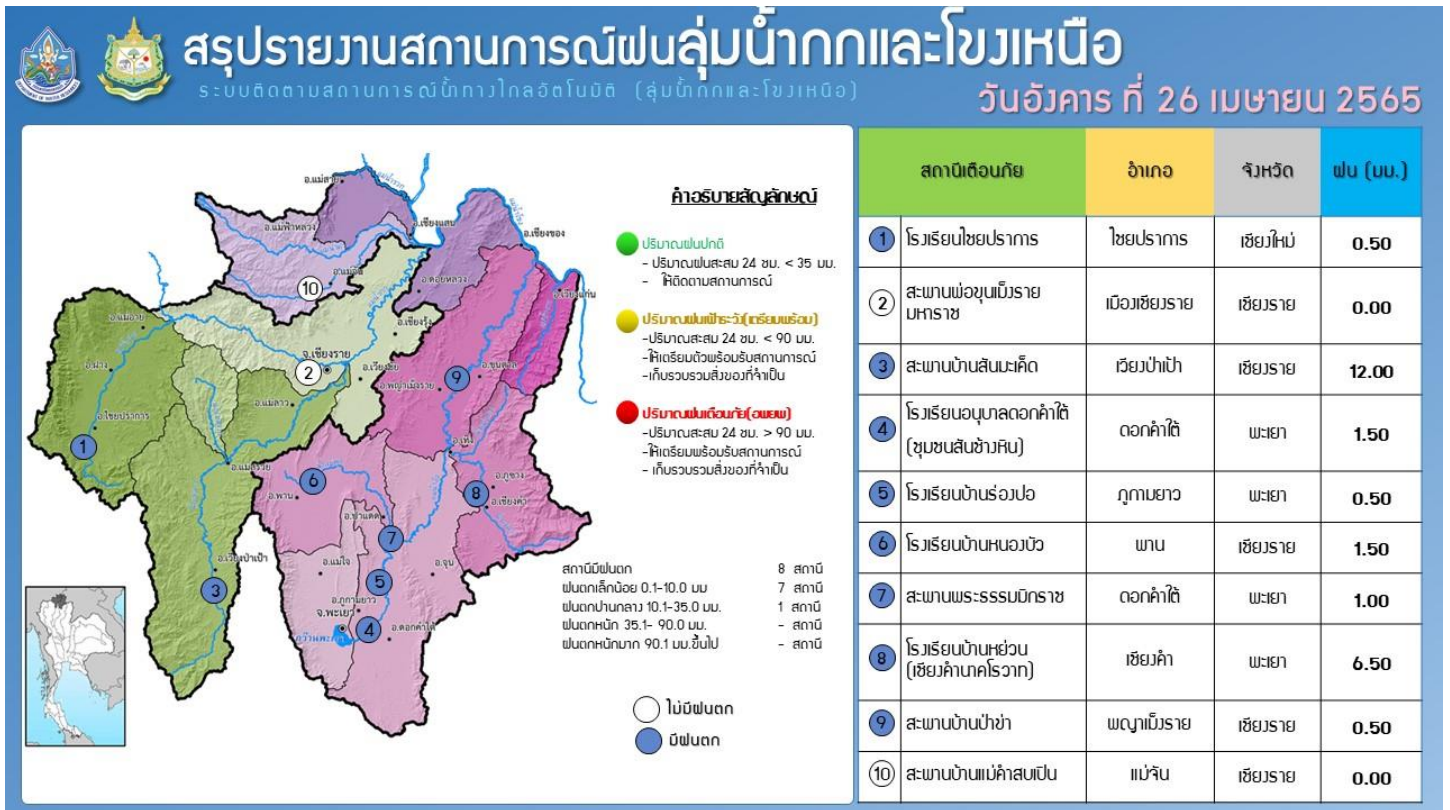 สรุปรายงานสถานการณ์ฝนลุ่มน้ำกกและโขงเหนือ
ระบบติดตามสถานการณ์น้ำทางไกลอัตโนมัติ (ลุ่มน้ำกกและโขงเหนือ)
วันอังคาร ที่ 26 เมษายน 2565
อ.แม่สาย
อ.เชียงแสน
อ.แม่ฟ้าหลวง
อ.เชียงของ
อ.แม่จัน
10
อ.ดอยหลวง
อ.เวียงแก่น
อ.แม่อาย
อ.เชียงรุ้ง
อ.ฝาง
จ.เชียงราย
2
อ.เวียงชัย
อ.พญาเม็งราย
9
อ.ขุนตาล
อ.แม่ลาว
อ.ไชยปราการ
1
อ.เทิง
อ.แม่สรวย
6
อ.พาน
8
อ.ภูซาง
อ.เชียงคำ
อ.ป่าแดด
7
อ.เวียงป่าเป้า
3
อ.แม่ใจ
5
อ.จุน
อ.ภูกามยาว
จ.พะเยา
4
อ.ดอกคำใต้
กว๊านพะเยา
คำอธิบายสัญลักษณ์
ปริมาณฝนปกติ
- ปริมาณฝนสะสม 24 ชม. < 35 มม.
- ให้ติดตามสถานการณ์
ปริมาณฝนเฝ้าระวัง(เตรียมพร้อม)
-ปริมาณสะสม 24 ชม. < 90 มม.
-ให้เตรียมตัวพร้อมรับสถานการณ์
-เก็บรวบรวมสิ่งของที่จำเป็น
ปริมาณฝนเตือนภัย(อพยพ)
-ปริมาณสะสม 24 ชม. > 90 มม.
-ให้เตรียมพร้อมรับสถานการณ์
- เก็บรวบรวมสิ่งของที่จำเป็น
สถานีมีฝนตก 8 สถานี
ฝนตกเล็กน้อย 0.1-10.0 มม 7 สถานี
ฝนตกปานกลาง 10.1-35.0 มม. 1 สถานี
ฝนตกหนัก 35.1- 90.0 มม. - สถานี
ฝนตกหนักมาก 90.1 มม.ขึ้นไป - สถานี
ไม่มีฝนตก
มีฝนตก
สถานีเตือนภัย อำเภอ จังหวัด ฝน (มม.)
1 โรงเรียนไชยปราการ ไชยปราการ เชียงใหม่ 0.50
2 สะพานพ่อขุนเม็งราย
มหาราช เมืองเชียงราย เชียงราย 0.00
3 สะพานบ้านสันมะเค็ด เวียงป่าเป้า เชียงราย 12.00
4 โรงเรียนอนุบาลดอกคำใต้
(ชุมชนสันช้างหิน) ดอกคำใต้ พะเยา 1.50
5 โรงเรียนบ้านร่องปอ ภูกามยาว พะเยา 0.50
6 โรงเรียนบ้านหนองบัว พาน เชียงราย 1.50
7 สะพานพระธรรมมิกราช ดอกคำใต้ พะเยา 1.00
8 โรงเรียนบ้านหย่วน
(เชียงคำนาคโรวาท) เชียงคำ พะเยา 6.50
9 สะพานบ้านป่าข่า พญาเม็งราย เชียงราย 0.50
10 สะพานบ้านแม่คำสบเปิน แม่จัน เชียงราย 0.00